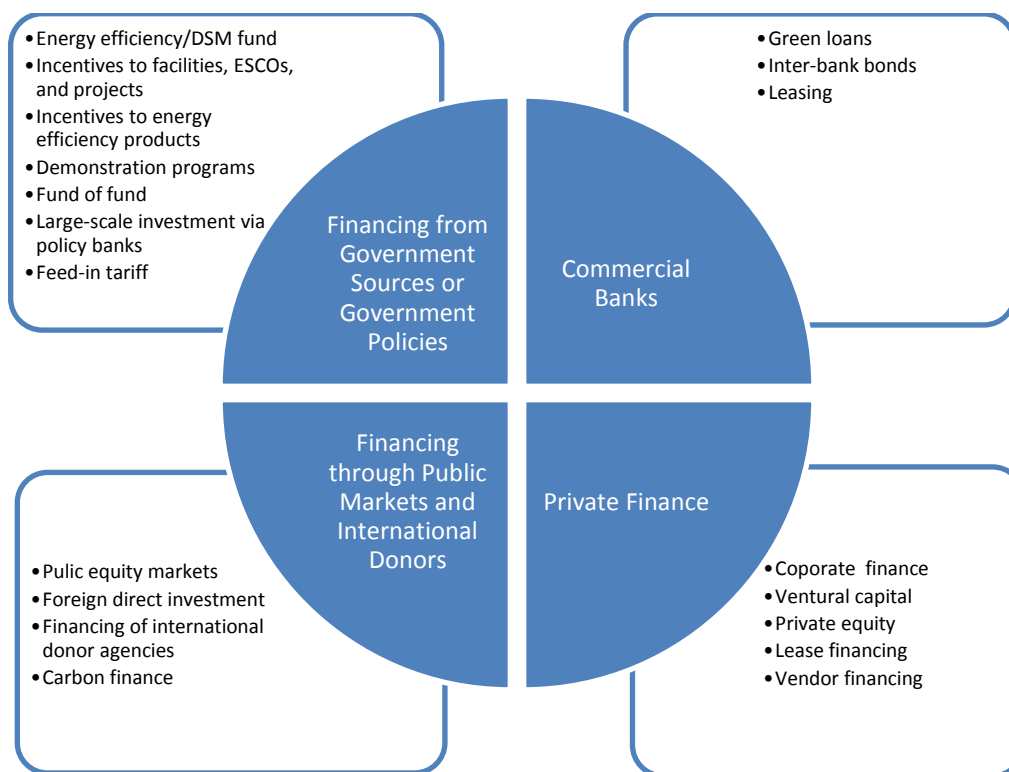 •Energy efficiency/DSM fund
•Incentives to facilities, ESCOs,
and projects
•Incentives to energy
efficiency products
•Demonstration programs
•Fund of fund
•Large-scale investment via
policy banks
•Feed-in tariff
•Green loans
•Inter-bank bonds
•Leasing
Financing from
Government
Sources or
Government
Policies
Commercial
Banks
Financing
through Public
Markets and
International
Donors
Private Finance
•Pulic equity markets
•Foreign direct investment
•Financing of international
donor agencies
•Carbon finance
•Coporate finance
•Ventural capital
•Private equity
•Lease financing
•Vendor financing